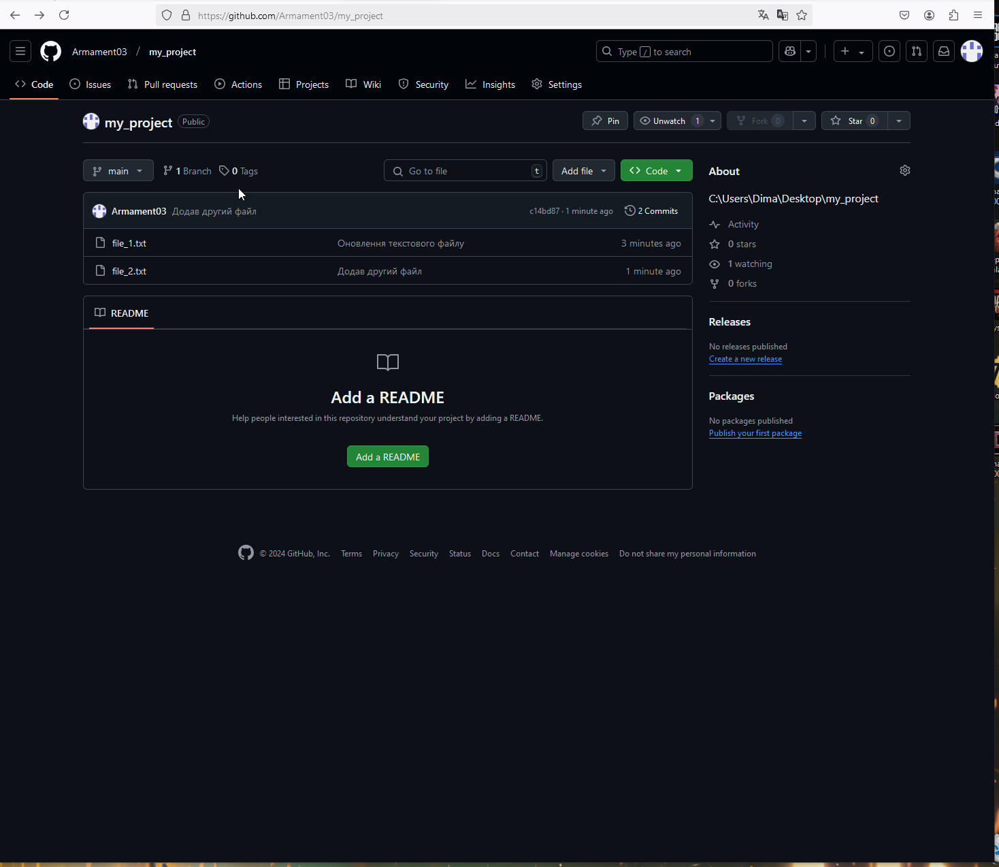 https://github.com/Armament03/my_project
Armament03 / my_project
Type / to search
Code Issues Pull requests Actions Projects Wiki Security Insights Settings
my_project Public
Pin Unwatch 1 Fork 0 Star 0
main 1 Branch 0 Tags Go to file t Add file Code
Armament03 Додав другий файл c14bd87 · 1 minute ago 2 Commits
file_1.txt Оновлення текстового файлу 3 minutes ago
file_2.txt Додав другий файл 1 minute ago
README
Add a README
Help people interested in this repository understand your project by adding a README.
Add a README
About
C:\Users\Dima\Desktop\my_project
Activity
0 stars
1 watching
0 forks
Releases
No releases published
Create a new release
Packages
No packages published
Publish your first package
© 2024 GitHub, Inc. Terms Privacy Security Status Docs Contact Manage cookies Do not share my personal information